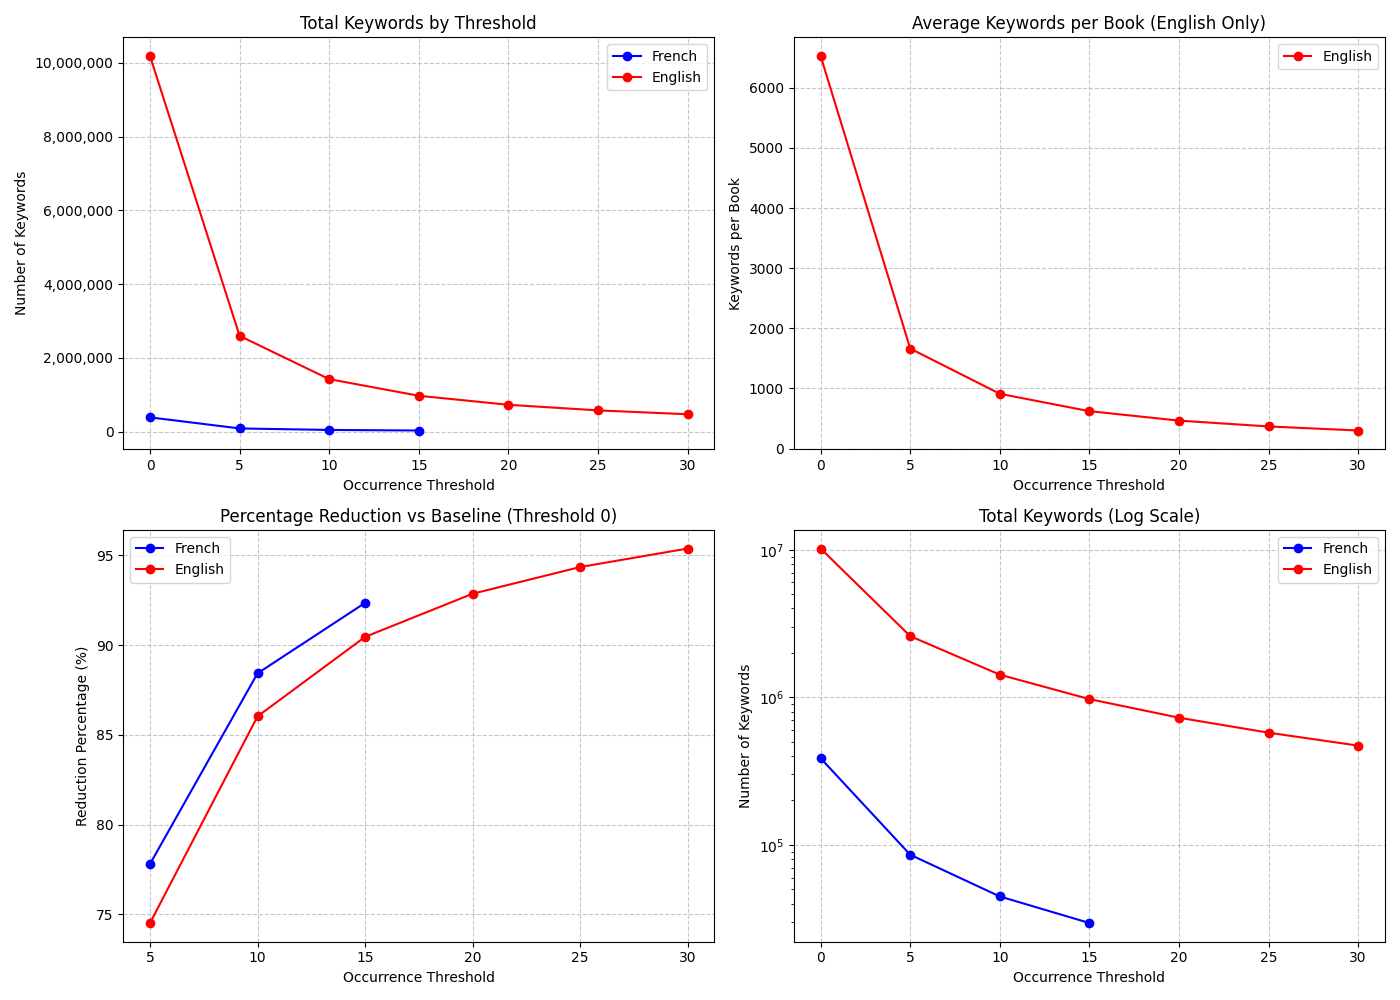 Total Keywords by Threshold
Number of Keywords
10,000,000
8,000,000
6,000,000
4,000,000
2,000,000
0
French
English
0 5 10 15 20 25 30
Occurrence Threshold
Average Keywords per Book (English Only)
Keywords per Book
6000
5000
4000
3000
2000
1000
0
English
0 5 10 15 20 25 30
Occurrence Threshold
Percentage Reduction vs Baseline (Threshold 0)
Reduction Percentage (%)
95
90
85
80
75
French
English
5 10 15 20 25 30
Occurrence Threshold
Total Keywords (Log Scale)
Number of Keywords
10⁷
10⁶
10⁵
French
English
0 5 10 15 20 25 30
Occurrence Threshold